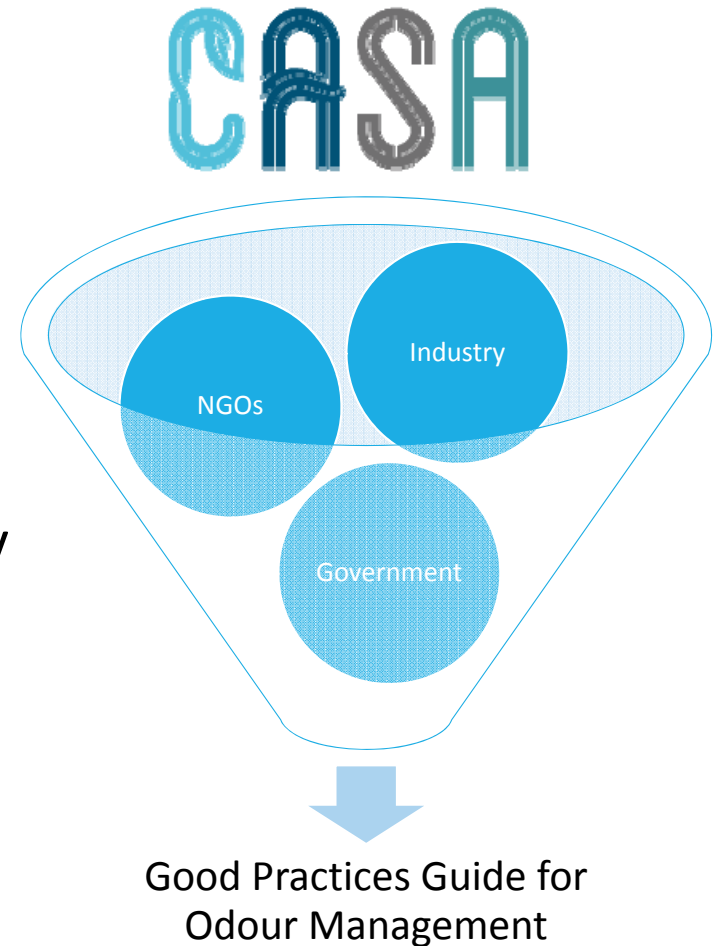 CASA
Industry
NGOs
Government
y
Good Practices Guide for
Odour Management